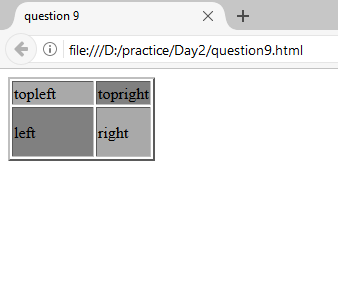 question 9
file:///D:/practice/Day2/question9.html
topleft topright
left right